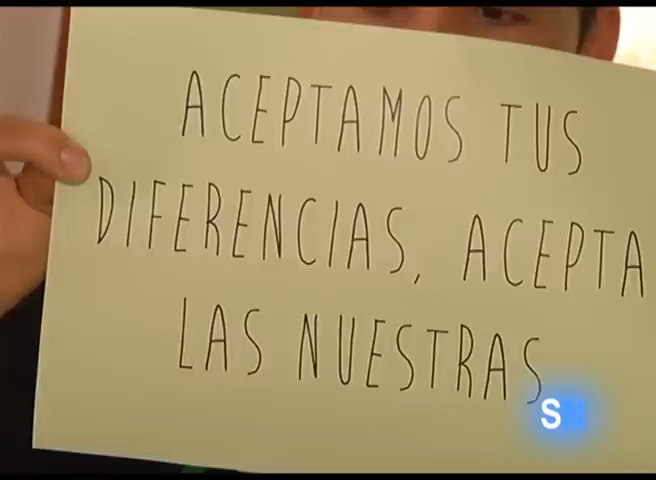 ACEPTAMOS TUS
DIFERENCIAS, ACEPTA
LAS NUESTRAS
S